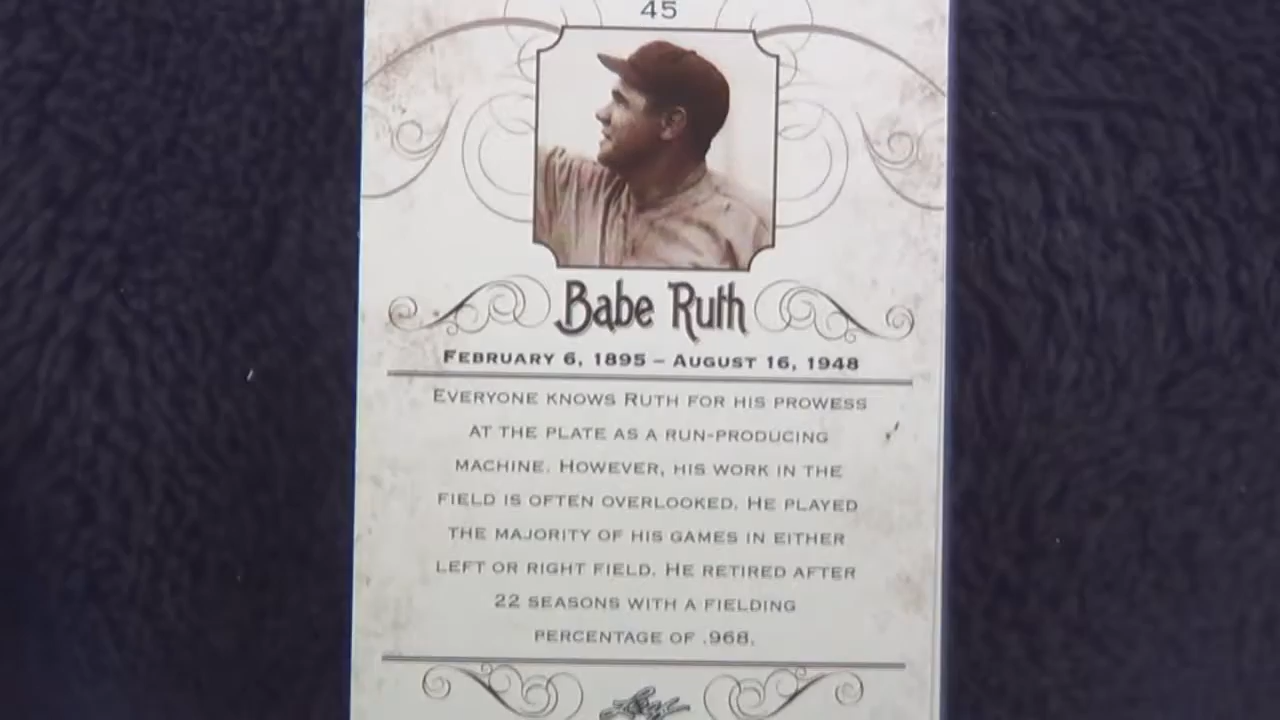 45
Babe Ruth
FEBRUARY 6, 1895 – AUGUST 16, 1948
EVERYONE KNOWS RUTH FOR HIS PROWESS
AT THE PLATE AS A RUN-PRODUCING
MACHINE. HOWEVER, HIS WORK IN THE
FIELD IS OFTEN OVERLOOKED. HE PLAYED
THE MAJORITY OF HIS GAMES IN EITHER
LEFT OR RIGHT FIELD. HE RETIRED AFTER
22 SEASONS WITH A FIELDING
PERCENTAGE OF .968.
Leaf